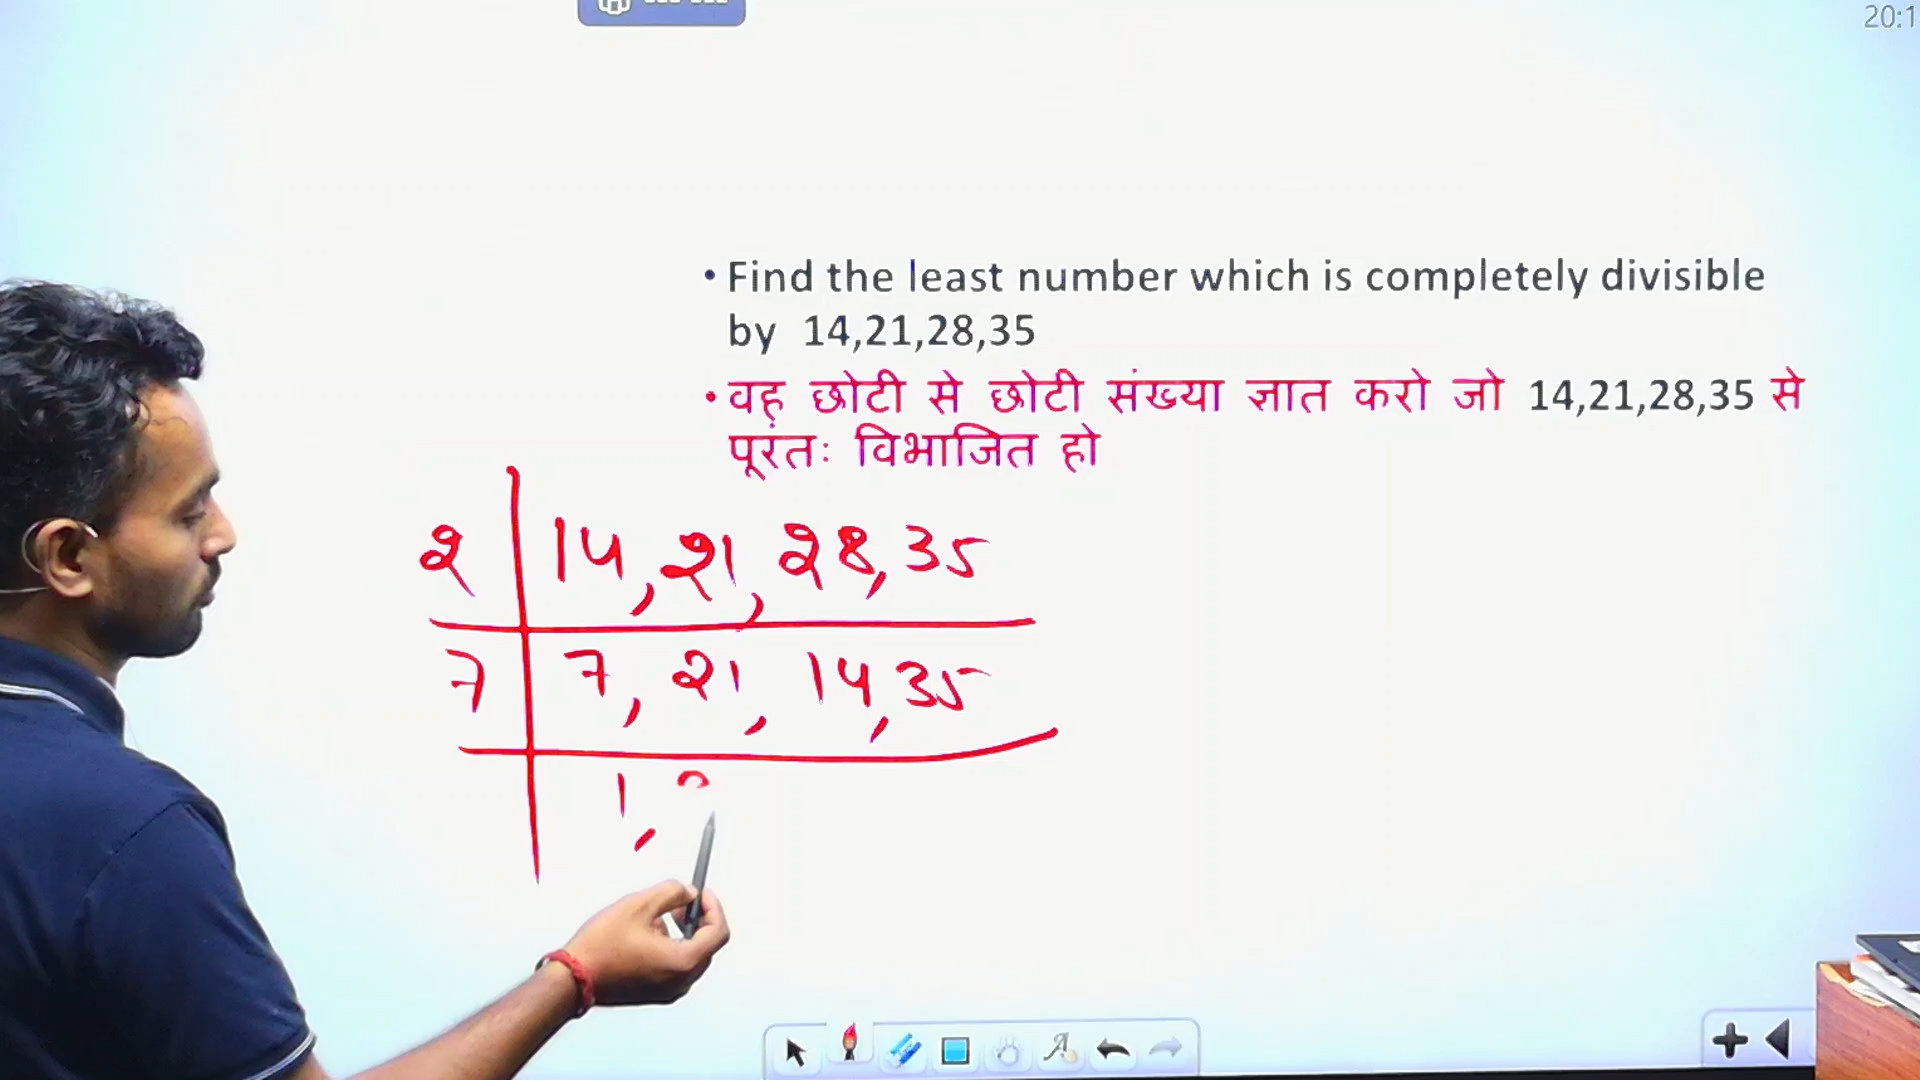 20:1
• Find the least number which is completely divisible
by 14,21,28,35
• वह छोटी से छोटी संख्या ज्ञात करो जो 14,21,28,35 से
पूरंतः विभाजित हो
2 | 14, 21, 28, 35
7 | 7, 21, 14, 35
1,